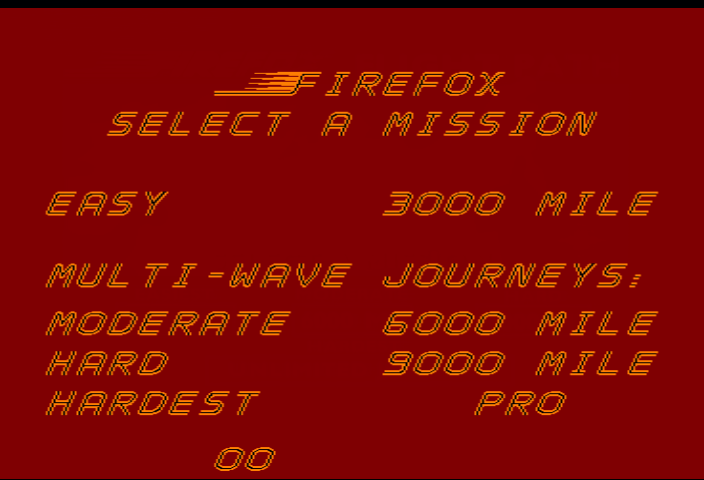 FIREFOX
SELECT A MISSION
EASY 3000 MILE
MULTI-WAVE JOURNEYS:
MODERATE 6000 MILE
HARD 9000 MILE
HARDEST PRO
00